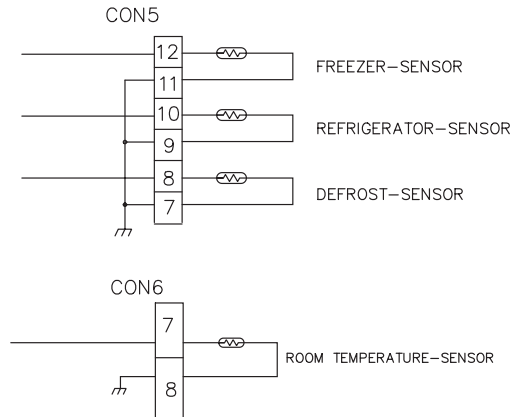 CON5
12
FREEZER-SENSOR
11
10
REFRIGERATOR-SENSOR
9
8
DEFROST-SENSOR
7
CON6
7
ROOM TEMPERATURE-SENSOR
8